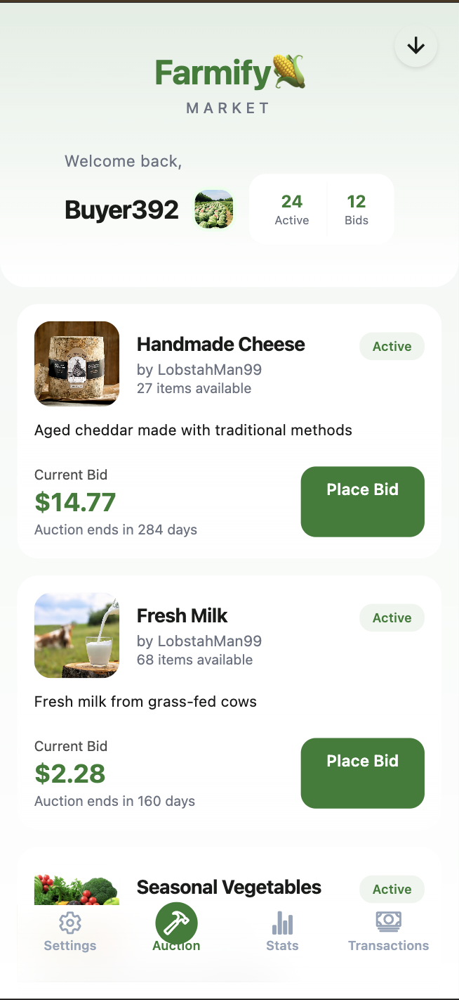 Farmify🌽
MARKET
Welcome back,
Buyer392
24
Active
12
Bids
Handmade Cheese
Active
by LobstahMan99
27 items available
Aged cheddar made with traditional methods
Current Bid
$14.77
Auction ends in 284 days
Place Bid
Fresh Milk
Active
by LobstahMan99
68 items available
Fresh milk from grass-fed cows
Current Bid
$2.28
Auction ends in 160 days
Place Bid
Seasonal Vegetables
Active
Settings
Auction
Stats
Transactions